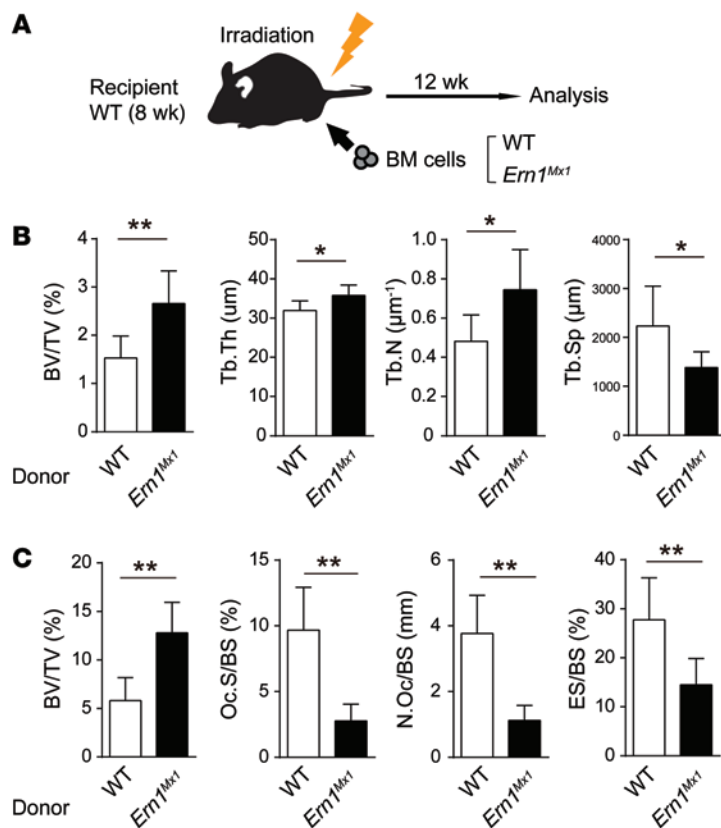 A
Irradiation
Recipient
WT (8 wk)
12 wk
Analysis
BM cells
WT
Ern1Mx1
B
**
BV/TV (%)
4
3
2
1
0
*
Tb.Th (um)
50
40
30
20
10
0
*
Tb.N (µm⁻¹)
1.0
0.8
0.6
0.4
0.2
0
*
Tb.Sp (µm)
4000
3000
2000
1000
0
Donor
WT
Ern1Mx1
WT
Ern1Mx1
WT
Ern1Mx1
WT
Ern1Mx1
C
**
BV/TV (%)
20
15
10
5
0
**
Oc.S/BS (%)
15
10
5
0
**
N.Oc/BS (mm)
6
4
2
0
**
ES/BS (%)
40
30
20
10
0
Donor
WT
Ern1Mx1
WT
Ern1Mx1
WT
Ern1Mx1
WT
Ern1Mx1